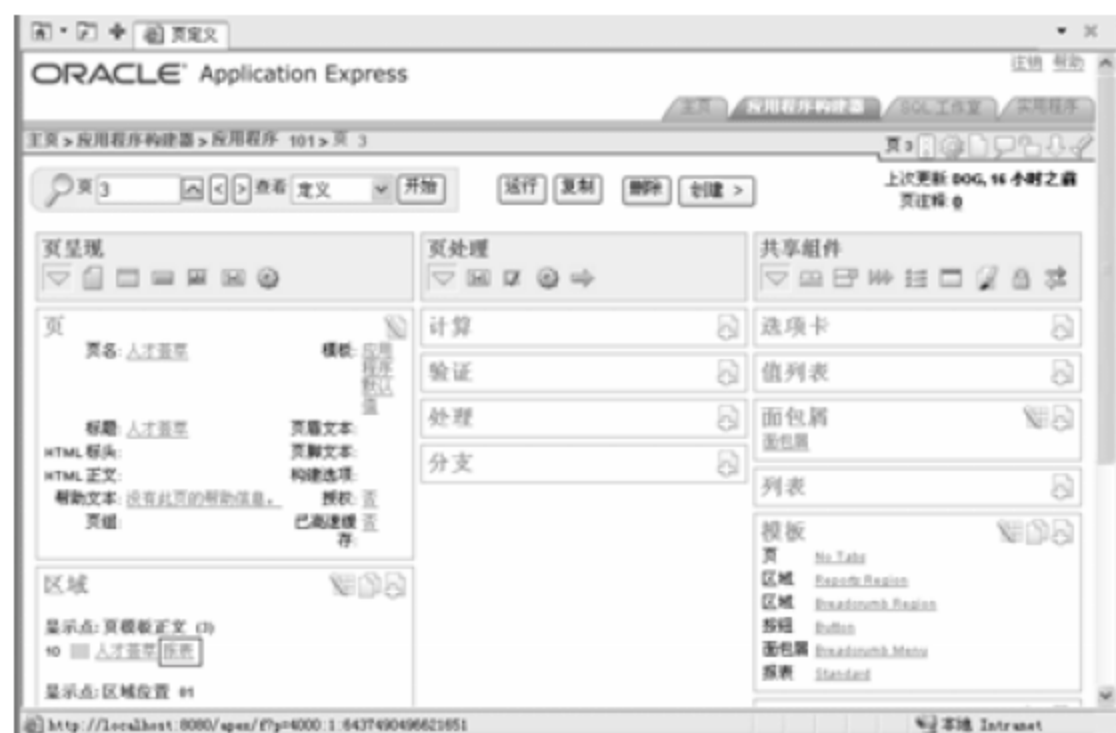 页定义
ORACLE Application Express
注销 帮助
主页 应用程序构建器 SQL 工作室 实用程序
主页 > 应用程序构建器 > 应用程序 101 > 页 3
页 3
页 3 查看 定义 开始 运行 复制 删除 创建 >
上次更新 DOG, 16 小时之前
页注释: 0
页呈现 页处理 共享组件
页
页名: 人才荟萃 模板: 应用程序默认值
标题: 人才荟萃 页眉文本:
HTML 标头: 页脚文本:
HTML 正文: 构建选项:
帮助文本: 没有此页的帮助信息。 授权: 否
页组: 已高速缓存: 否
区域
显示点: 页模板正文 (3)
10 人才荟萃 报表
显示点: 区域位置 01
计算
验证
处理
分支
选项卡
值列表
面包屑
面包屑
列表
模板
页 No Tabs
区域 Reports Region
区域 Breadcrumb Region
按钮 Button
面包屑 Breadcrumb Menu
报表 Standard
http://localhost:8080/apex/f?p=4000:1:6437490496621651
本地 Intranet